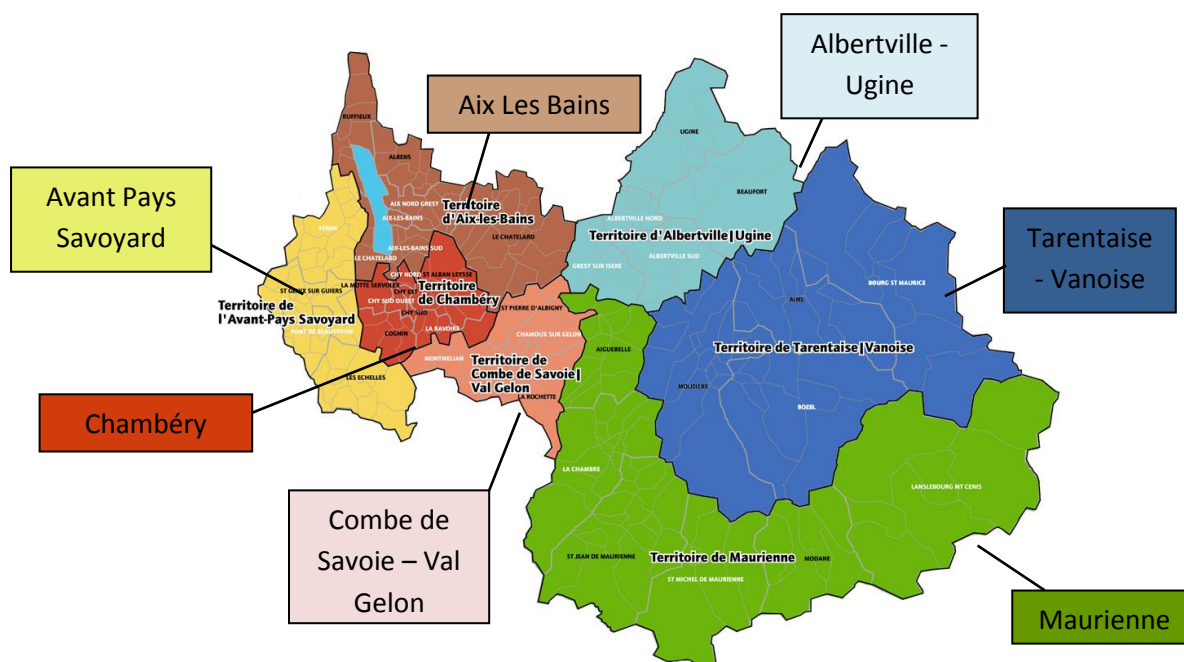 Albertville -
Ugine
Aix Les Bains
Avant Pays
Savoyard
Tarentaise
- Vanoise
Chambéry
Combe de
Savoie – Val
Gelon
Maurienne
RUFFIEUX
ALBENS
AIX NORD GRESY
AIX-LES-BAINS
Territoire
d'Aix-les-Bains
LE CHATELARD
AIX-LES-BAINS SUD
LE CHATELARD
UGINE
BEAUFORT
ALBERTVILLE NORD
Territoire d'Albertville|Ugine
ALBERTVILLE SUD
GRESY SUR ISERE
YENNE
ST GENIX SUR GUIERS
Territoire de
l'Avant-Pays Savoyard
PONT DE BEAUVOISIN
LES ECHELLES
CHY NORD
ST ALBAN LEYSSE
LA MOTTE SERVOLEX
CHY EST
Territoire
de Chambéry
CHY SUD OUEST
CHY SUD
COGNIN
LA RAVOIRE
ST PIERRE D'ALBIGNY
CHAMOUX SUR GELON
MONTMELIAN
Territoire de
Combe de Savoie|
Val Gelon
LA ROCHETTE
BOURG ST MAURICE
AIME
Territoire de Tarentaise|Vanoise
MOUTIERS
BOZEL
AIGUEBELLE
LA CHAMBRE
LANSLEBOURG MT CENIS
ST JEAN DE MAURIENNE
Territoire de Maurienne
MODANE
ST MICHEL DE MAURIENNE